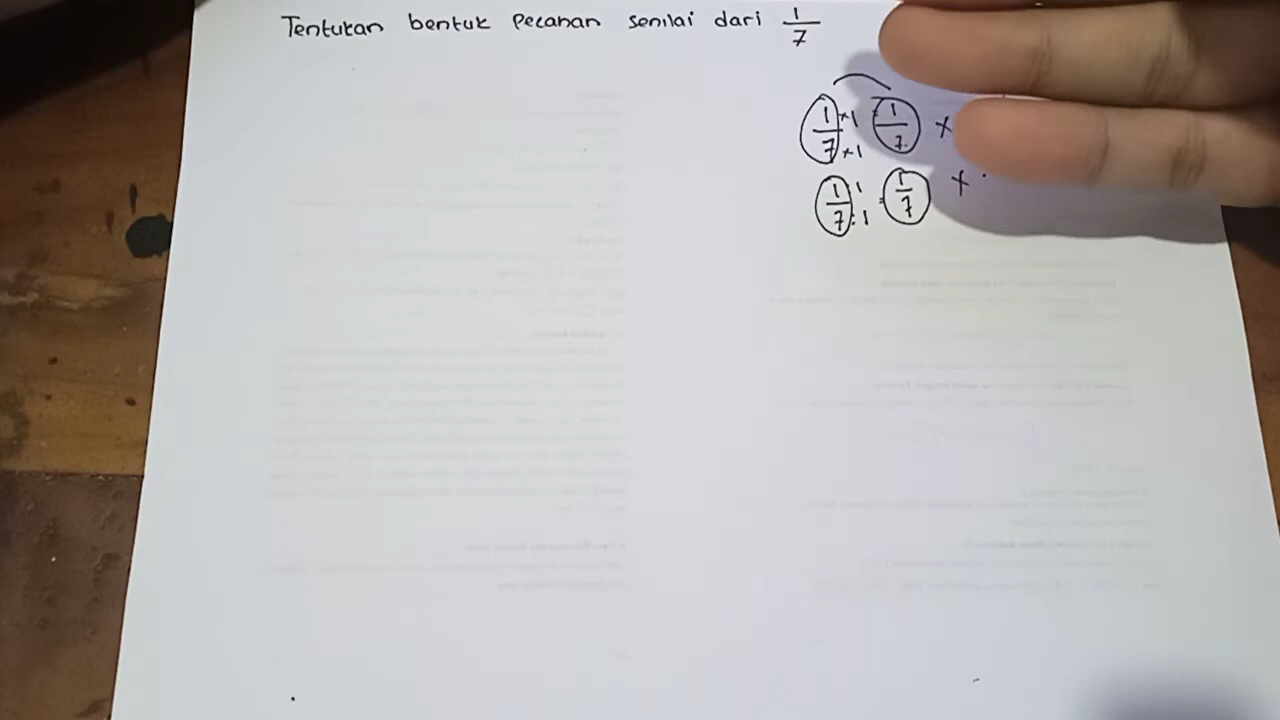 Tentukan bentuk pecahan senilai dari 1/7
1/7 ×1 ×1 = 1/7 ×
1/7 : 1 : 1 = 1/7 ×